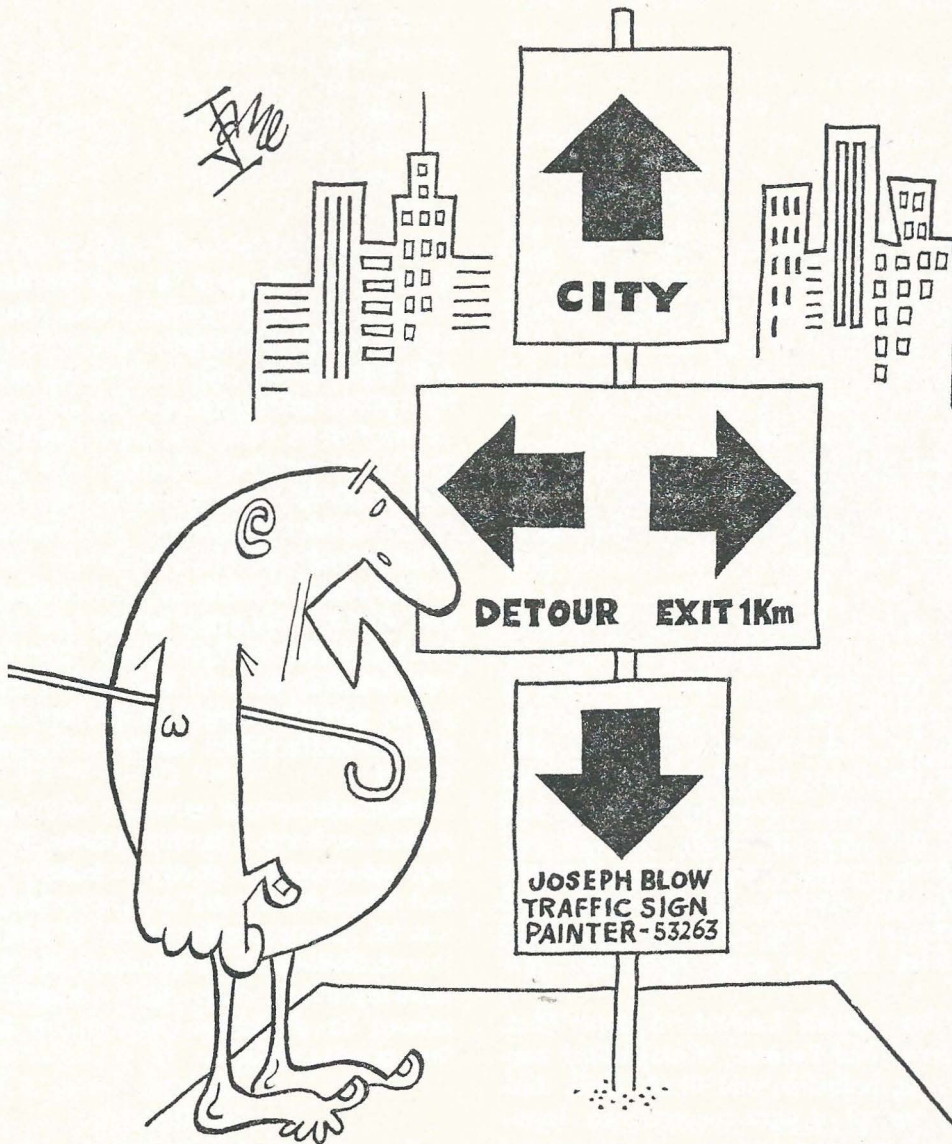 CITY
DETOUR EXIT 1Km
JOSEPH BLOW
TRAFFIC SIGN
PAINTER-53263